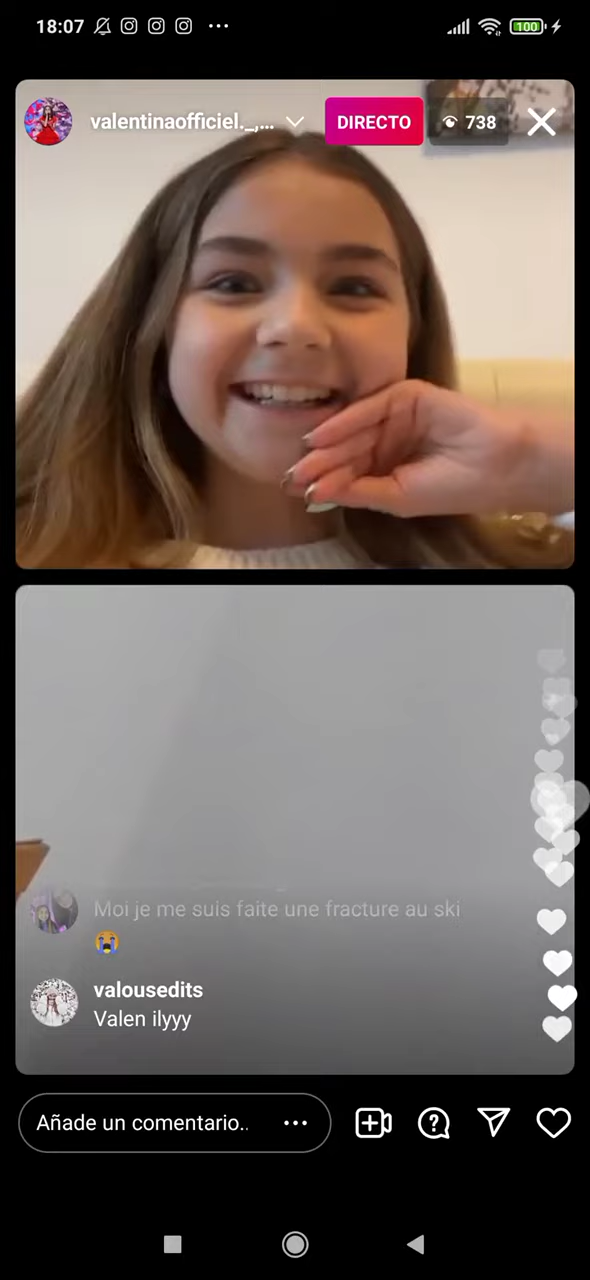 18:07
100
valentinaofficiel._,...
DIRECTO
738
Moi je me suis faite une fracture au ski
😭
valousedits
Valen ilyyy
Añade un comentario..